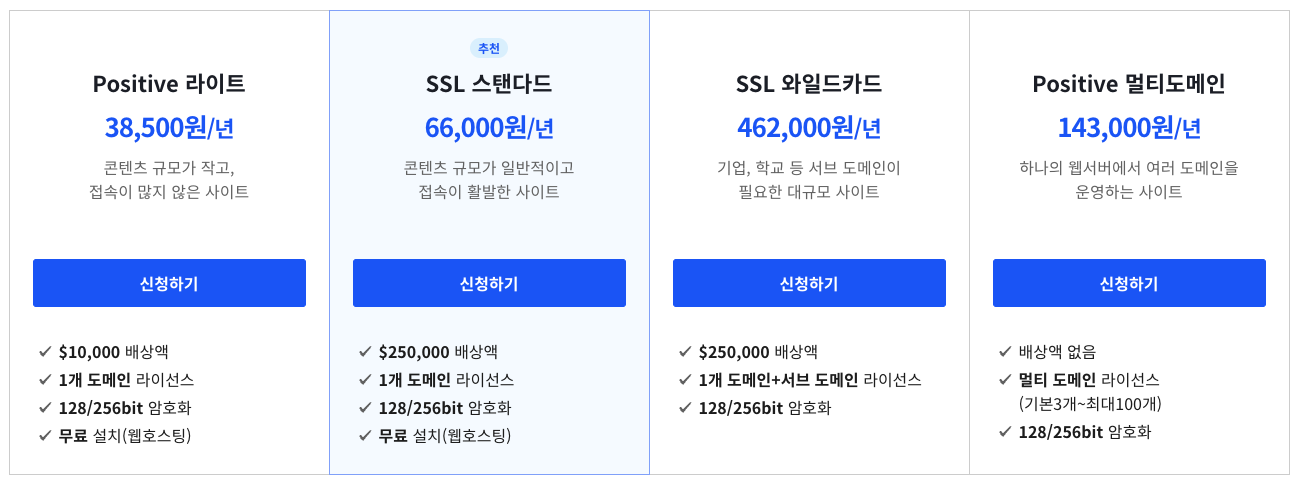 Positive 라이트
38,500원/년
콘텐츠 규모가 작고,
접속이 많지 않은 사이트
신청하기
$10,000 배상액
1개 도메인 라이선스
128/256bit 암호화
무료 설치(웹호스팅)
추천
SSL 스탠다드
66,000원/년
콘텐츠 규모가 일반적이고
접속이 활발한 사이트
신청하기
$250,000 배상액
1개 도메인 라이선스
128/256bit 암호화
무료 설치(웹호스팅)
SSL 와일드카드
462,000원/년
기업, 학교 등 서브 도메인이
필요한 대규모 사이트
신청하기
$250,000 배상액
1개 도메인+서브 도메인 라이선스
128/256bit 암호화
Positive 멀티도메인
143,000원/년
하나의 웹서버에서 여러 도메인을
운영하는 사이트
신청하기
배상액 없음
멀티 도메인 라이선스
(기본3개~최대100개)
128/256bit 암호화